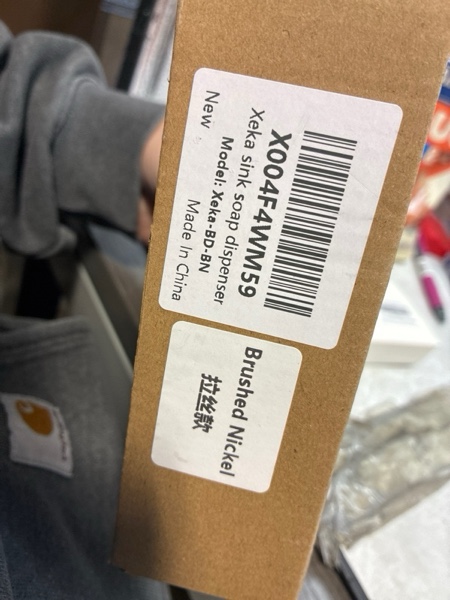 X004F4WM59
Xeka sink soap dispenser
Model: Xeka-BD-BN
New
Made In China
Brushed Nickel
拉丝款